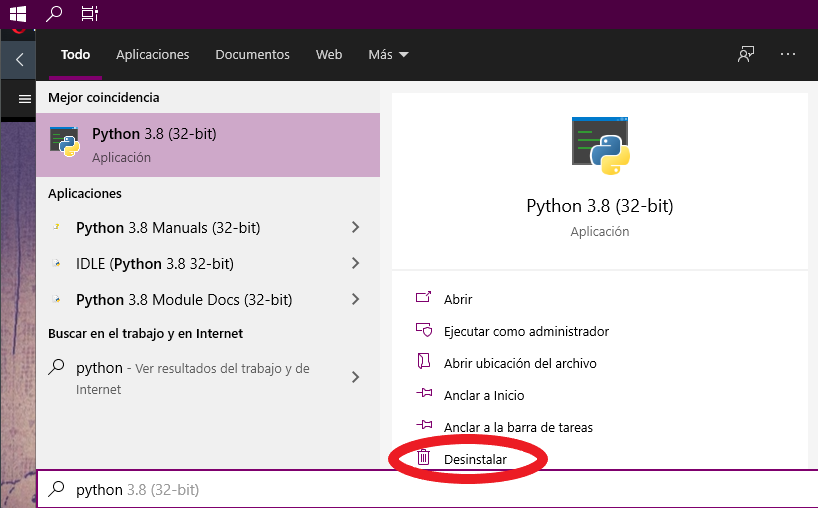 Todo Aplicaciones Documentos Web Más
Mejor coincidencia
Python 3.8 (32-bit)
Aplicación
Aplicaciones
Python 3.8 Manuals (32-bit)
IDLE (Python 3.8 32-bit)
Python 3.8 Module Docs (32-bit)
Buscar en el trabajo y en Internet
python - Ver resultados del trabajo y de
Internet
Python 3.8 (32-bit)
Aplicación
Abrir
Ejecutar como administrador
Abrir ubicación del archivo
Anclar a Inicio
Anclar a la barra de tareas
Desinstalar
python 3.8 (32-bit)